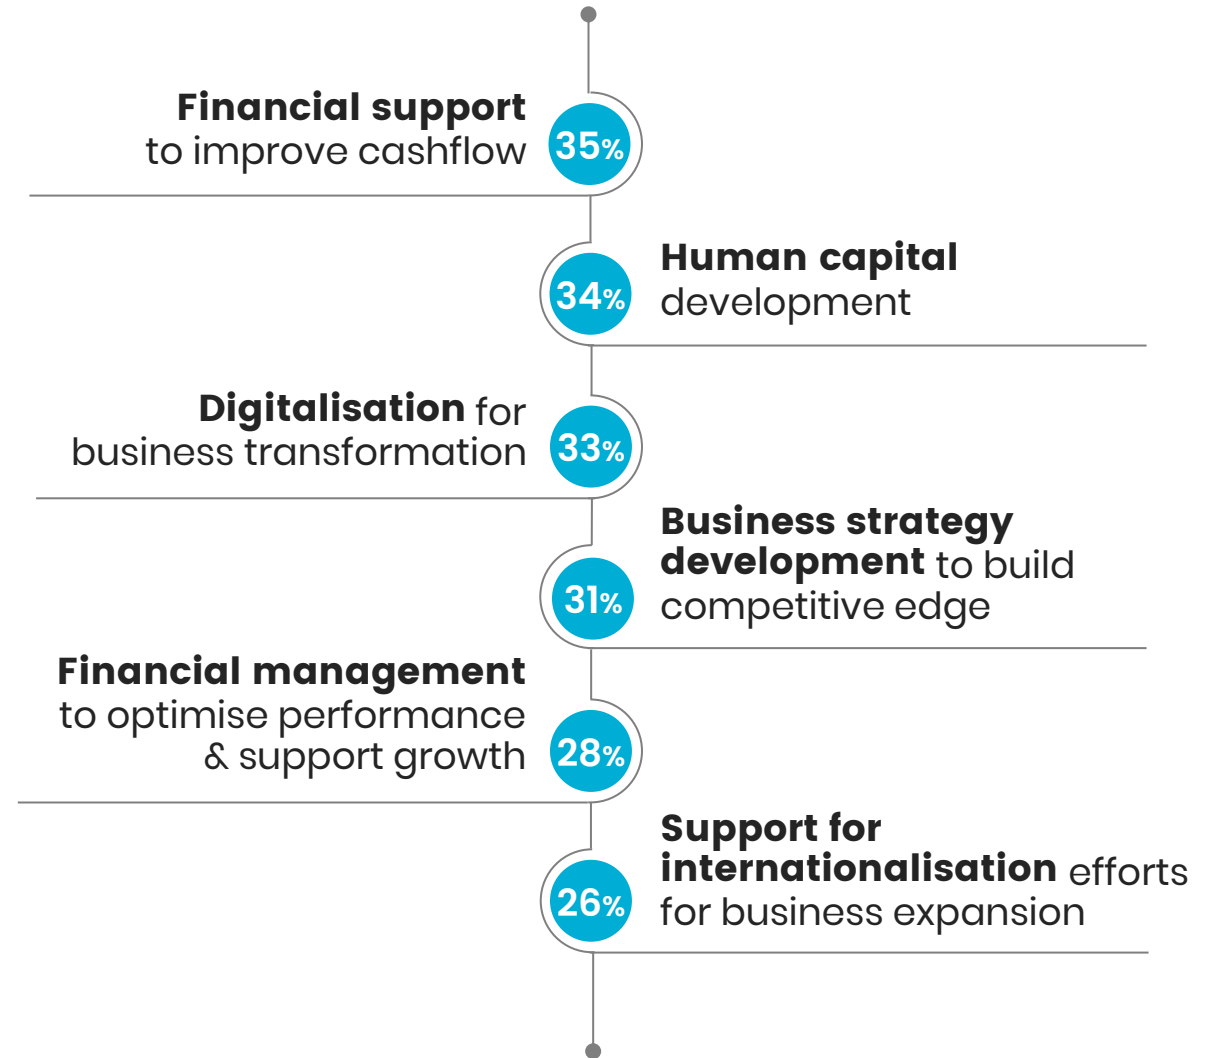 Financial support
to improve cashflow
35%
34%
Human capital
development
Digitalisation for
business transformation
33%
Business strategy
development to build
competitive edge
31%
Financial management
to optimise performance
& support growth
28%
Support for
internationalisation efforts
for business expansion
26%